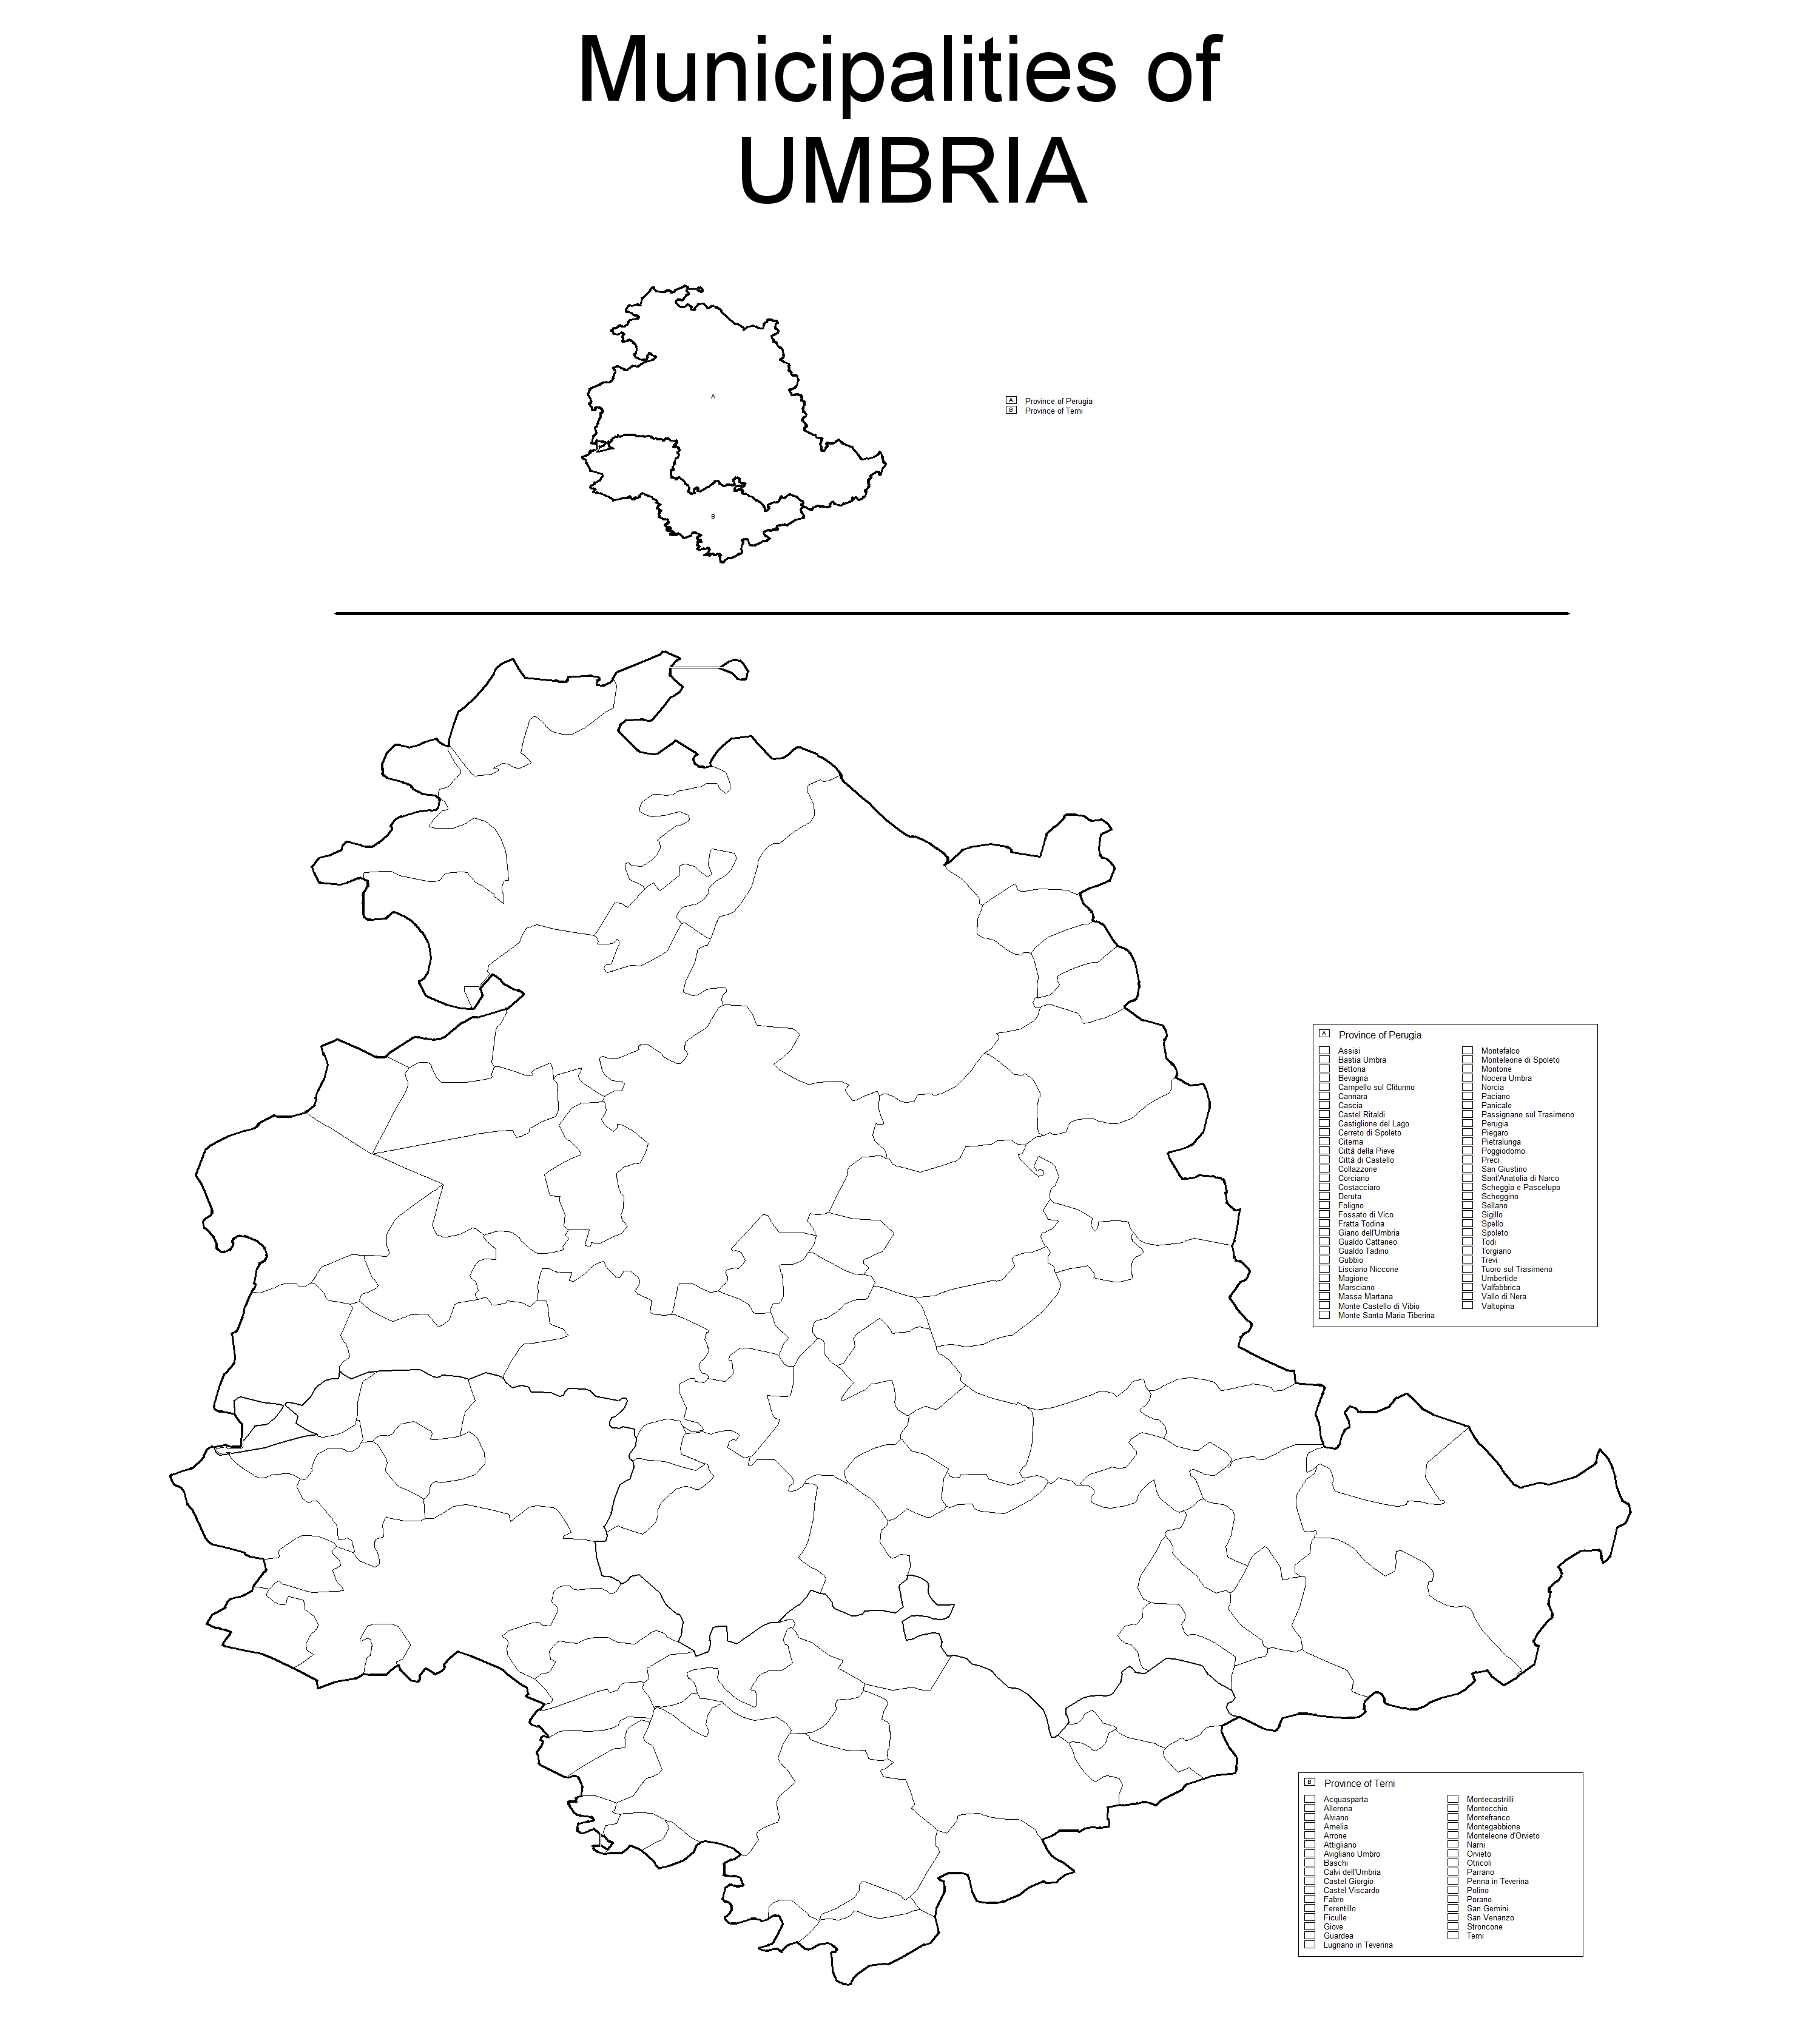 Municipalities of
UMBRIA
A
B
A Province of Perugia
B Province of Terni
A Province of Perugia
Assisi
Bastia Umbra
Bettona
Bevagna
Campello sul Clitunno
Cannara
Cascia
Castel Ritaldi
Castiglione del Lago
Cerreto di Spoleto
Citerna
Città della Pieve
Città di Castello
Collazzone
Corciano
Costacciaro
Deruta
Foligno
Fossato di Vico
Fratta Todina
Giano dell'Umbria
Gualdo Cattaneo
Gualdo Tadino
Gubbio
Lisciano Niccone
Magione
Marsciano
Massa Martana
Monte Castello di Vibio
Monte Santa Maria Tiberina
Montefalco
Monteleone di Spoleto
Montone
Nocera Umbra
Norcia
Paciano
Panicale
Passignano sul Trasimeno
Perugia
Piegaro
Pietralunga
Poggiodomo
Preci
San Giustino
Sant'Anatolia di Narco
Scheggia e Pascelupo
Scheggino
Sellano
Sigillo
Spello
Spoleto
Todi
Torgiano
Trevi
Tuoro sul Trasimeno
Umbertide
Valfabbrica
Vallo di Nera
Valtopina
B Province of Terni
Acquasparta
Allerona
Alviano
Amelia
Arrone
Attigliano
Avigliano Umbro
Baschi
Calvi dell'Umbria
Castel Giorgio
Castel Viscardo
Fabro
Ferentillo
Ficulle
Giove
Guardea
Lugnano in Teverina
Montecastrilli
Montecchio
Montefranco
Montegabbione
Monteleone d'Orvieto
Narni
Orvieto
Otricoli
Parrano
Penna in Teverina
Polino
Porano
San Gemini
San Venanzo
Stroncone
Terni